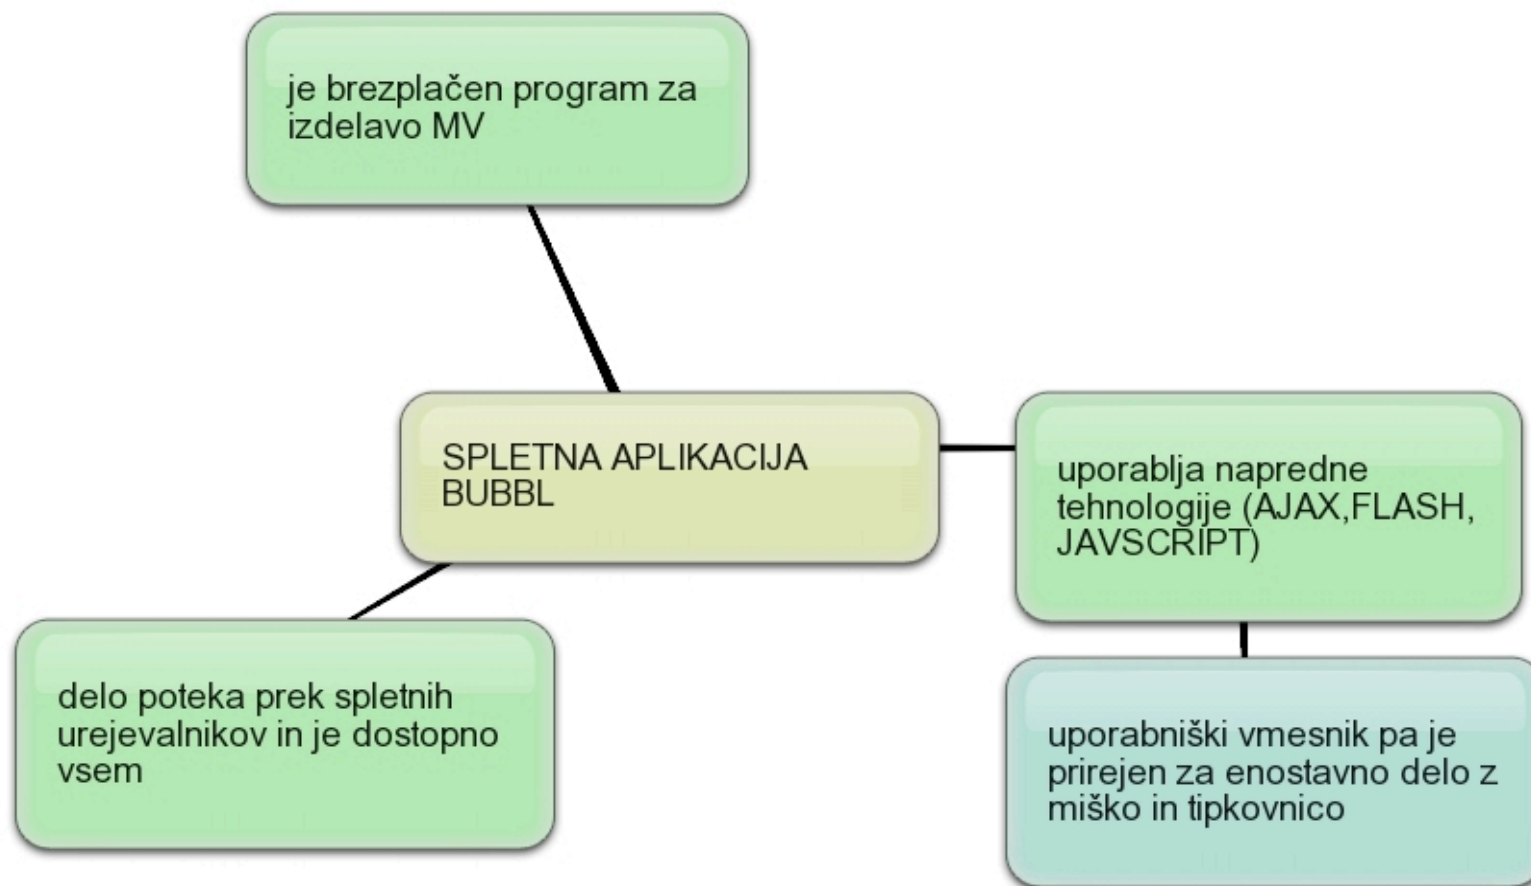 je brezplačen program za
izdelavo MV
SPLETNA APLIKACIJA
BUBBL
uporablja napredne
tehnologije (AJAX,FLASH,
JAVSCRIPT)
delo poteka prek spletnih
urejevalnikov in je dostopno
vsem
uporabniški vmesnik pa je
prirejen za enostavno delo z
miško in tipkovnico